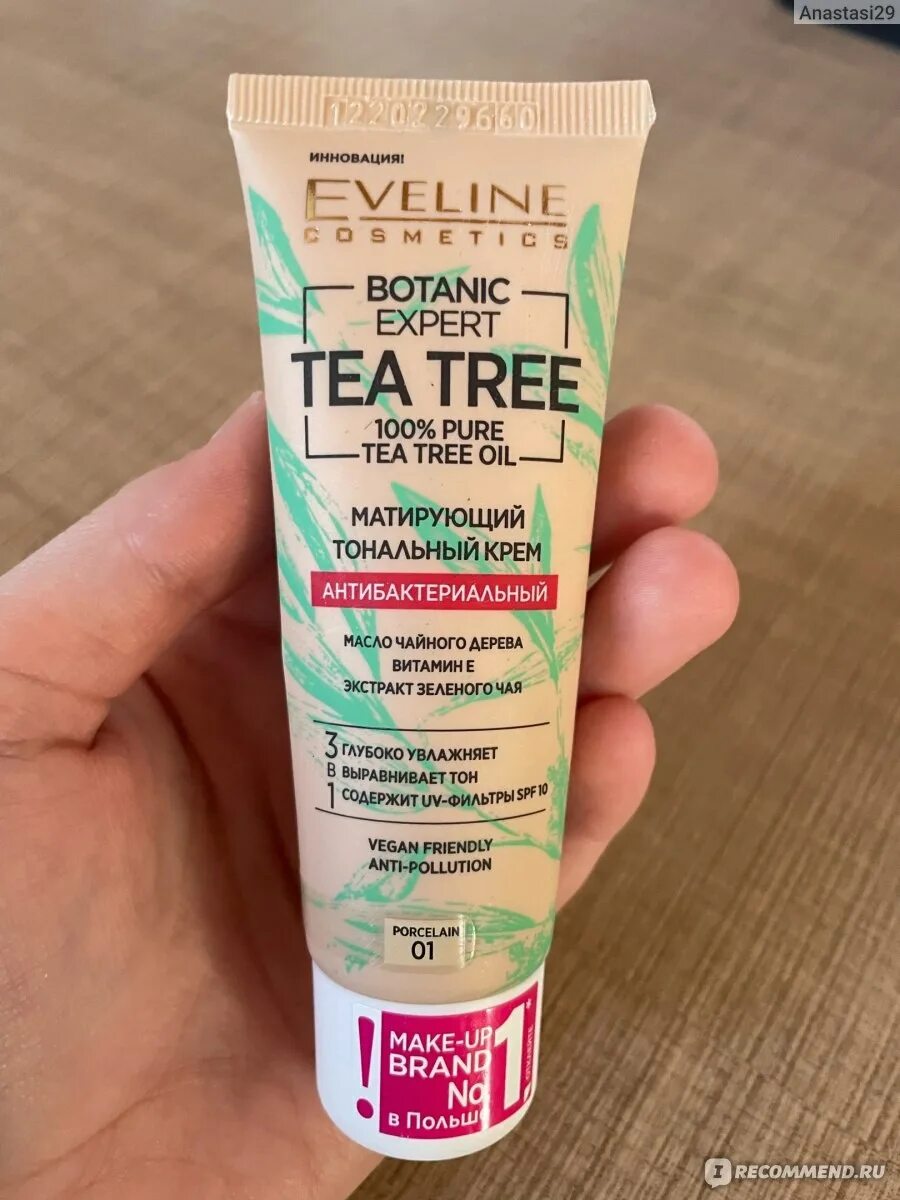 Anastasi29
1220229660
ИННОВАЦИЯ!
EVELINE
COSMETICS
BOTANIC
EXPERT
TEA TREE
100% PURE
TEA TREE OIL
МАТИРУЮЩИЙ
ТОНАЛЬНЫЙ КРЕМ
АНТИБАКТЕРИАЛЬНЫЙ
МАСЛО ЧАЙНОГО ДЕРЕВА
ВИТАМИН Е
ЭКСТРАКТ ЗЕЛЕНОГО ЧАЯ
3 ГЛУБОКО УВЛАЖНЯЕТ
В ВЫРАВНИВАЕТ ТОН
1 СОДЕРЖИТ UV-ФИЛЬТРЫ SPF 10
VEGAN FRIENDLY
ANTI-POLLUTION
PORCELAIN
01
! MAKE-UP
BRAND
No. 1*
в Польше
ОТКЛЕЙТЕ
IRECOMMEND.RU